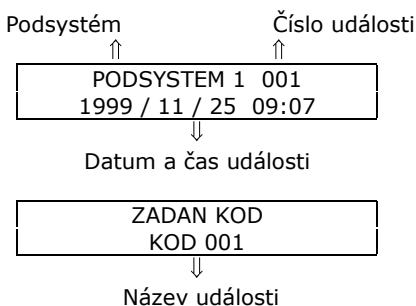 Podsystém Číslo události
⇑ ⇑
PODSYSTEM 1 001
1999 / 11 / 25 09:07
⇓
Datum a čas události
ZADAN KOD
KOD 001
⇓
Název události